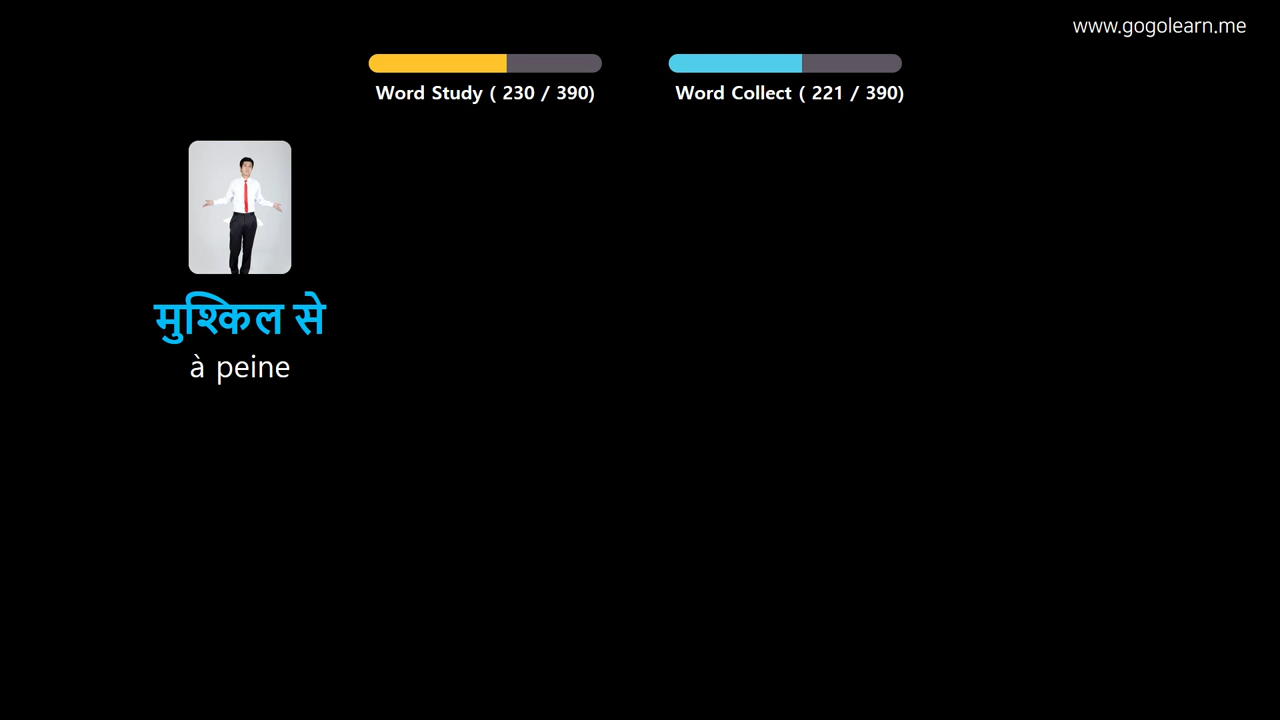 www.gogolearn.me
Word Study ( 230 / 390)
Word Collect ( 221 / 390)
मुश्किल से
à peine